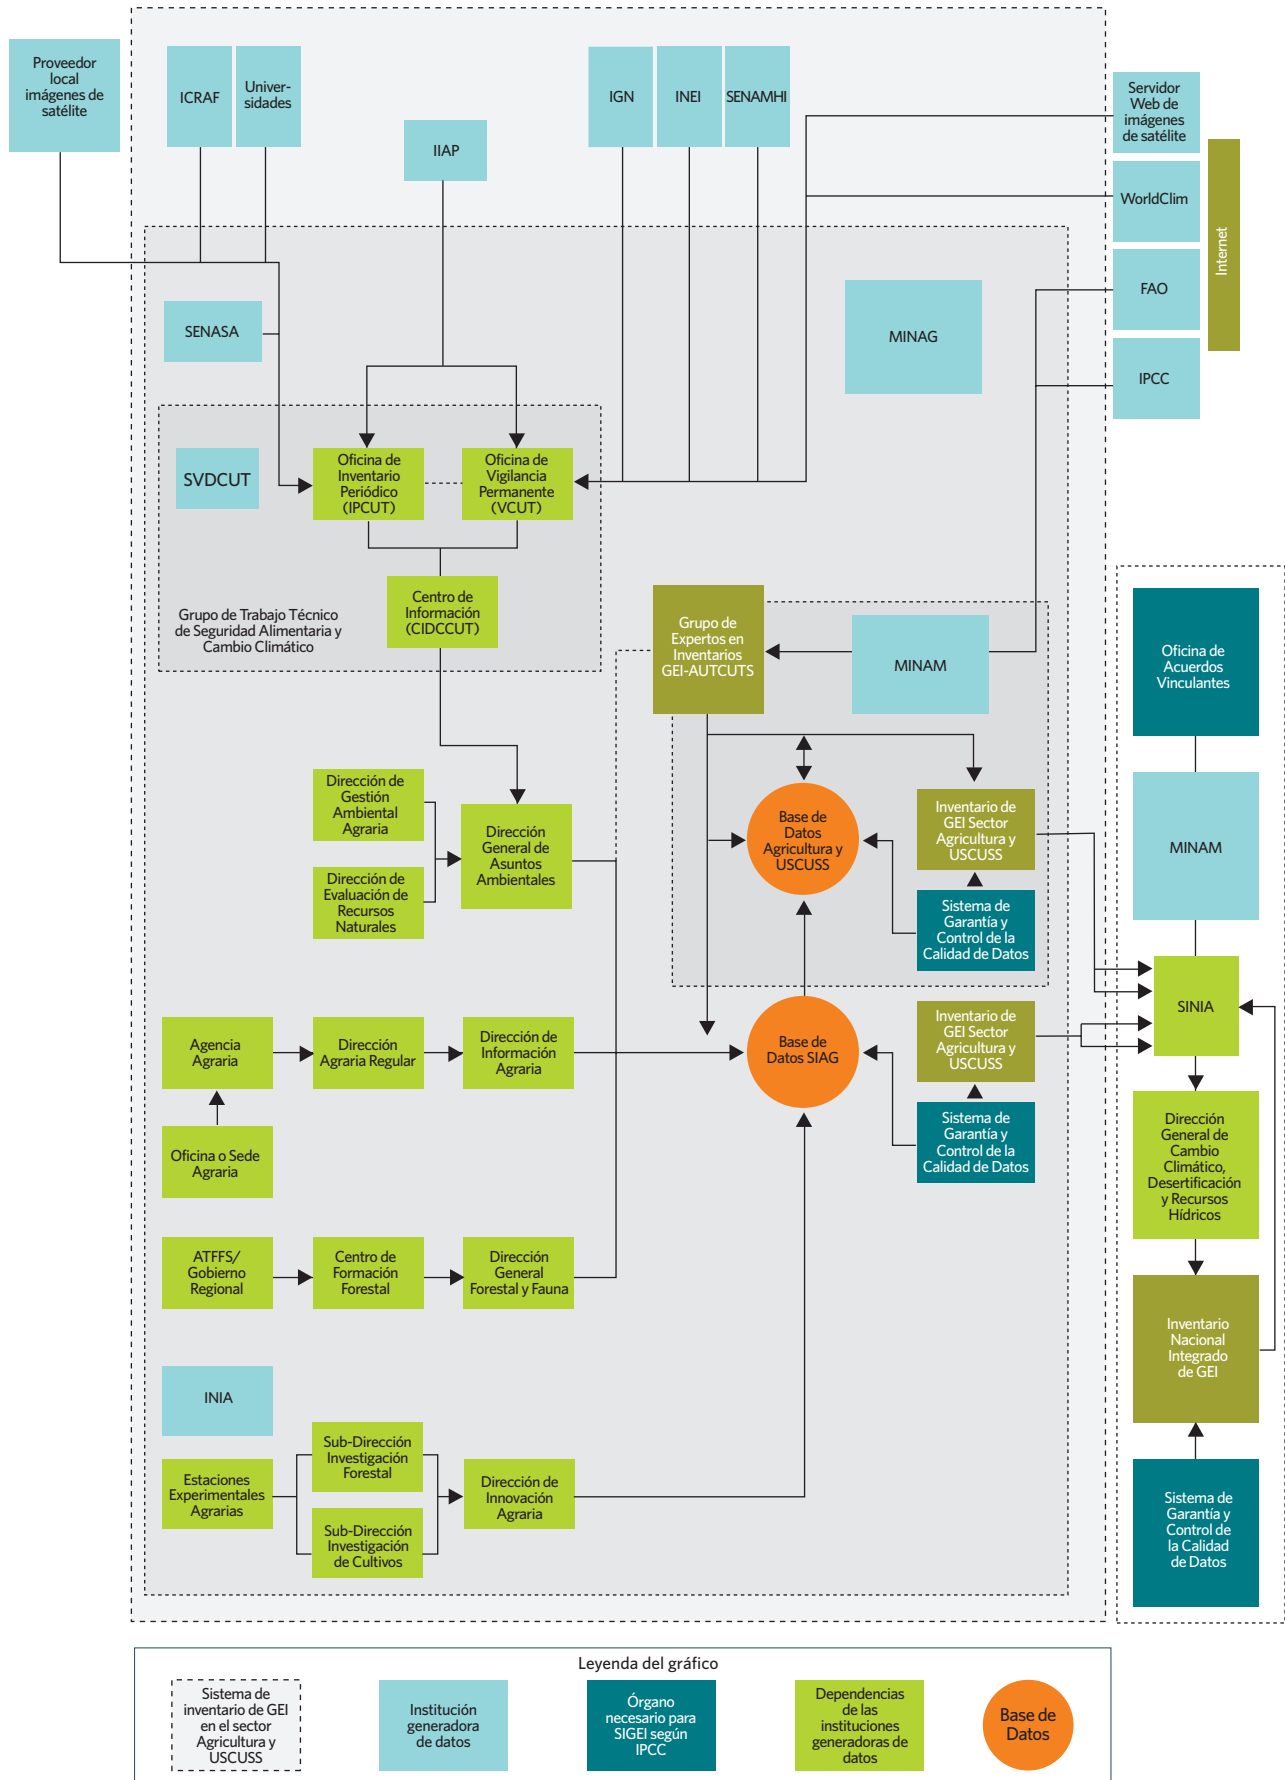 Proveedor
local
imágenes de
satélite
ICRAF
Univer-
sidades
IIAP
IGN
INEI
SENAMHI
Servidor
Web de
imágenes
de satélite
WorldClim
FAO
IPCC
Internet
SENASA
MINAG
SVDCUT
Oficina de
Inventario
Periódico
(IPCUT)
Oficina de
Vigilancia
Permanente
(VCUT)
Centro de
Información
(CIDCCUT)
Grupo de Trabajo Técnico
de Seguridad Alimentaria y
Cambio Climático
Grupo de
Expertos en
Inventarios
GEI-AUTCUTS
MINAM
Oficina de
Acuerdos
Vinculantes
MINAM
Dirección de
Gestión
Ambiental
Agraria
Dirección de
Evaluación de
Recursos
Naturales
Dirección
General de
Asuntos
Ambientales
Base de
Datos
Agricultura y
USCUSS
Inventario de
GEI Sector
Agricultura y
USCUSS
Sistema de
Garantía y
Control de la
Calidad de Datos
SINIA
Agencia
Agraria
Dirección
Agraria Regular
Dirección de
Información
Agraria
Base de
Datos SIAG
Inventario de
GEI Sector
Agricultura y
USCUSS
Sistema de
Garantía y
Control de la
Calidad de Datos
Oficina o Sede
Agraria
Dirección
General de
Cambio
Climático,
Desertificación
y Recursos
Hídricos
ATFFS/
Gobierno
Regional
Centro de
Formación
Forestal
Dirección
General
Forestal y Fauna
Inventario
Nacional
Integrado
de GEI
INIA
Estaciones
Experimentales
Agrarias
Sub-Dirección
Investigación
Forestal
Sub-Dirección
Investigación
de Cultivos
Dirección de
Innovación
Agraria
Sistema de
Garantía y
Control de
la Calidad
de Datos
Leyenda del gráfico
Sistema de
inventario de GEI
en el sector
Agricultura y
USCUSS
Institución
generadora
de datos
Órgano
necesario para
SIGEI según
IPCC
Dependencias
de las
instituciones
generadoras de
datos
Base de
Datos